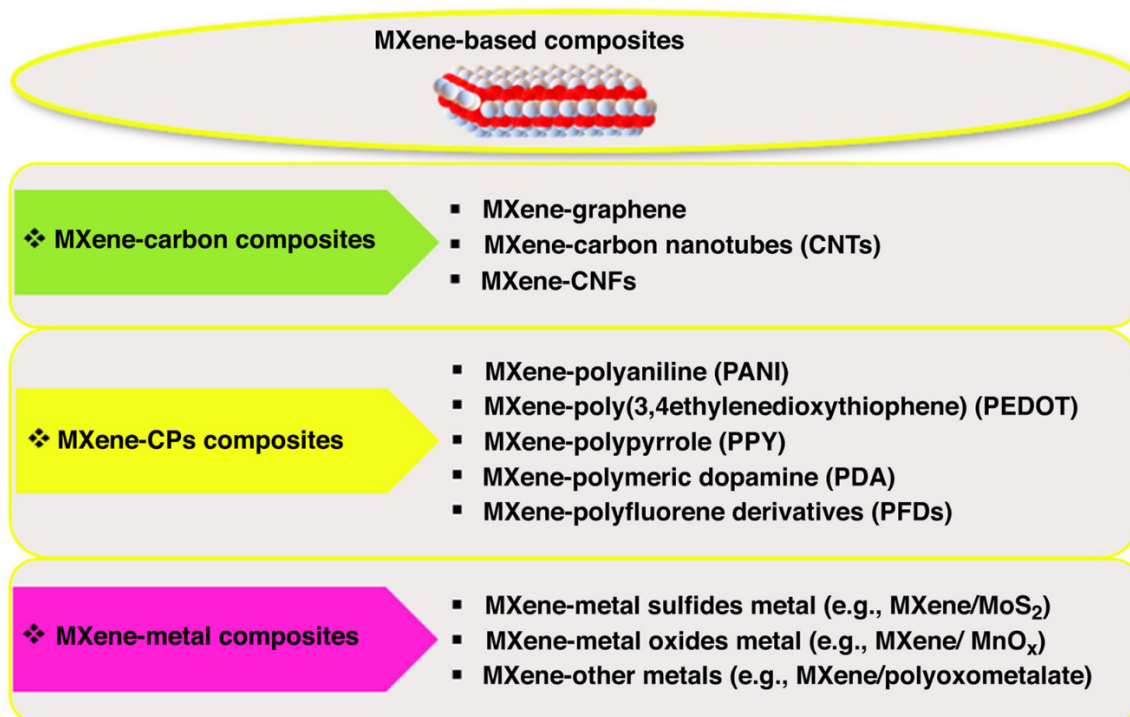 MXene-based composites
❖ MXene-carbon composites
▪ MXene-graphene
▪ MXene-carbon nanotubes (CNTs)
▪ MXene-CNFs
❖ MXene-CPs composites
▪ MXene-polyaniline (PANI)
▪ MXene-poly(3,4ethylenedioxythiophene) (PEDOT)
▪ MXene-polypyrrole (PPY)
▪ MXene-polymeric dopamine (PDA)
▪ MXene-polyfluorene derivatives (PFDs)
❖ MXene-metal composites
▪ MXene-metal sulfides metal (e.g., MXene/MoS₂)
▪ MXene-metal oxides metal (e.g., MXene/ MnOₓ)
▪ MXene-other metals (e.g., MXene/polyoxometalate)